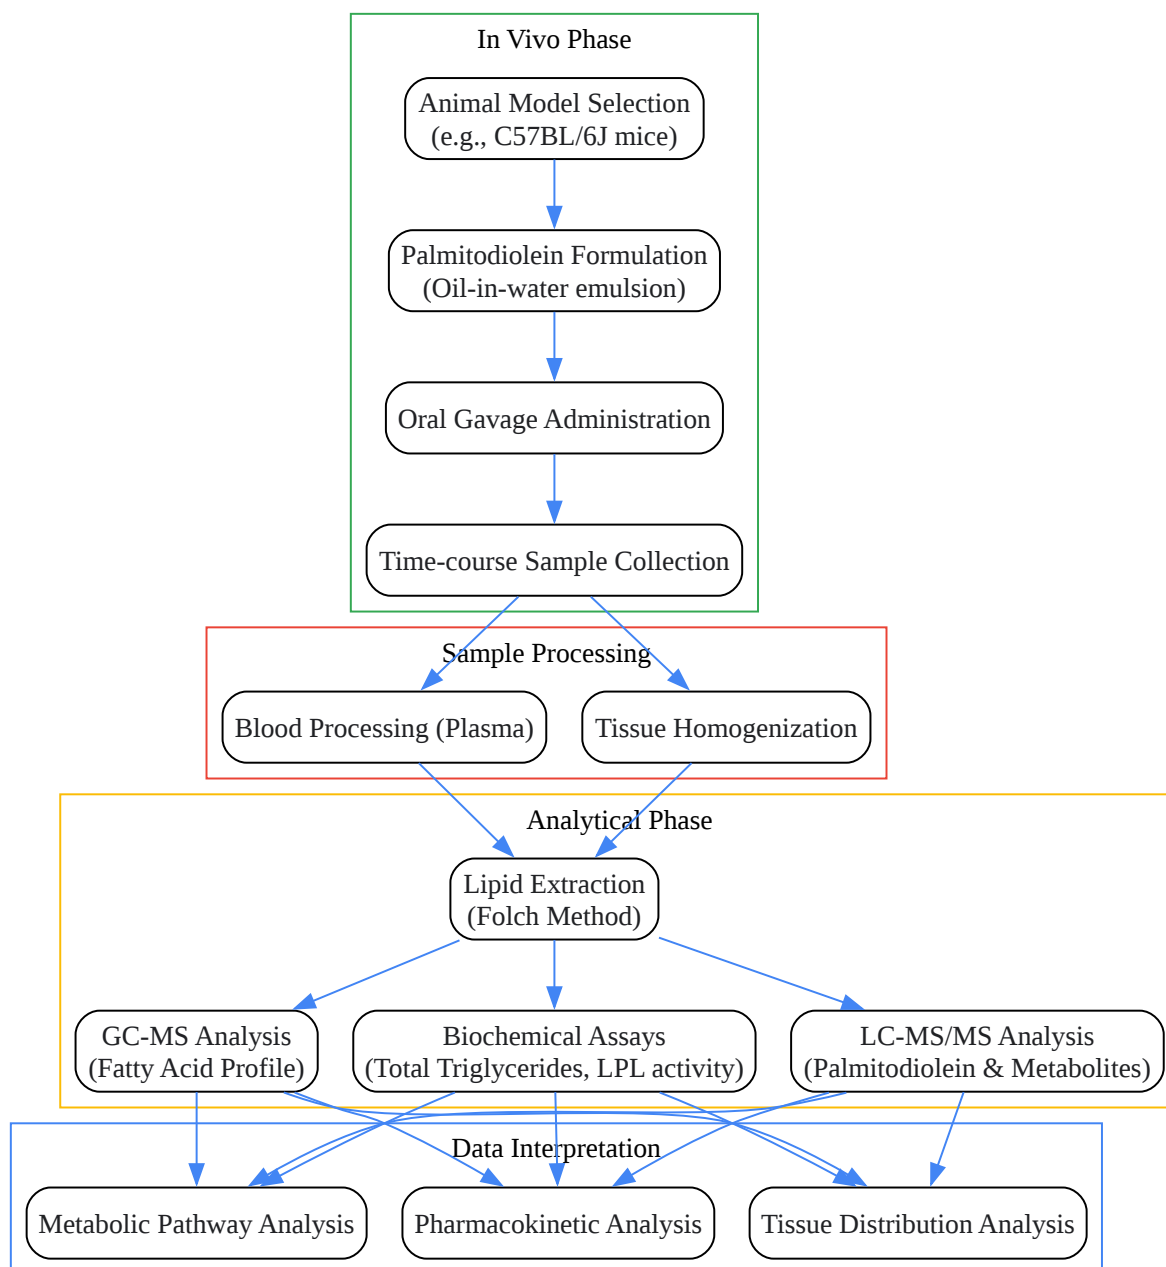 In Vivo Phase
Animal Model Selection
(e.g., C57BL/6J mice)
Palmitodiolein Formulation
(Oil-in-water emulsion)
Oral Gavage Administration
Time-course Sample Collection
Sample Processing
Blood Processing (Plasma)
Tissue Homogenization
Analytical Phase
Lipid Extraction
(Folch Method)
GC-MS Analysis
(Fatty Acid Profile)
Biochemical Assays
(Total Triglycerides, LPL activity)
LC-MS/MS Analysis
(Palmitodiolein & Metabolites)
Data Interpretation
Metabolic Pathway Analysis
Pharmacokinetic Analysis
Tissue Distribution Analysis